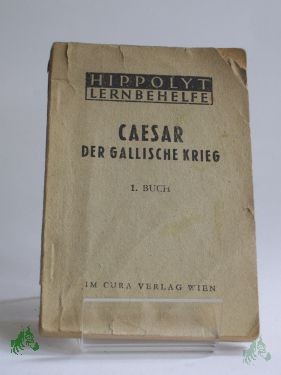 HIPPOLYT
LERNBEHELFE
CAESAR
DER GALLISCHE KRIEG
1. BUCH
IM CURA VERLAG WIEN